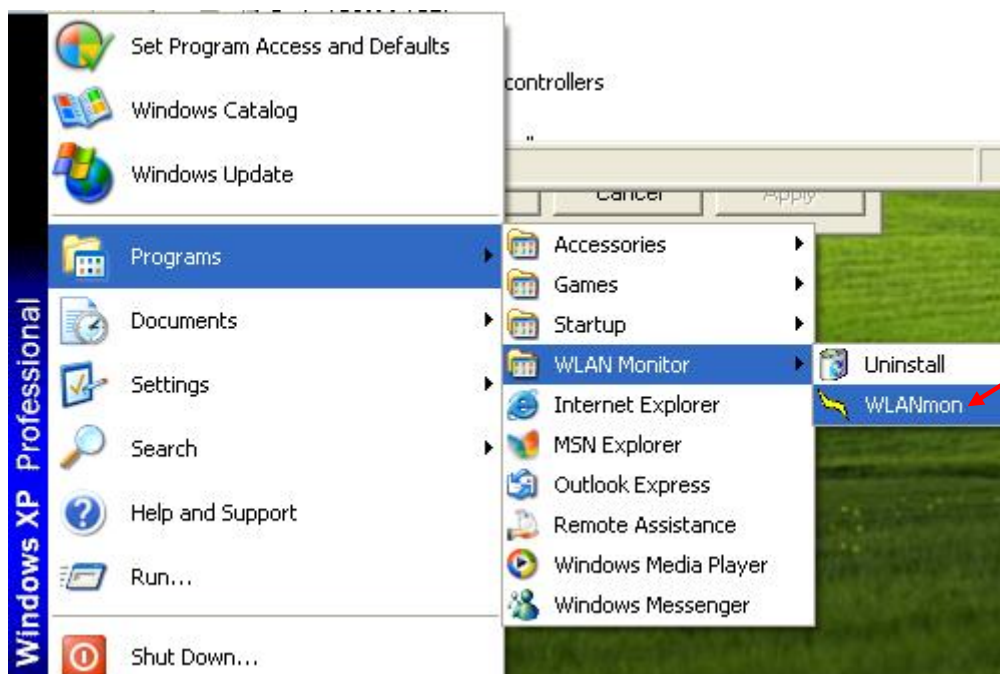 Set Program Access and Defaults
Windows Catalog
Windows Update
Programs
Documents
Settings
Search
Help and Support
Run...
Shut Down...
Windows XP Professional
controllers
Cancel
Apply
Accessories
Games
Startup
WLAN Monitor
Internet Explorer
MSN Explorer
Outlook Express
Remote Assistance
Windows Media Player
Windows Messenger
Uninstall
WLANmon